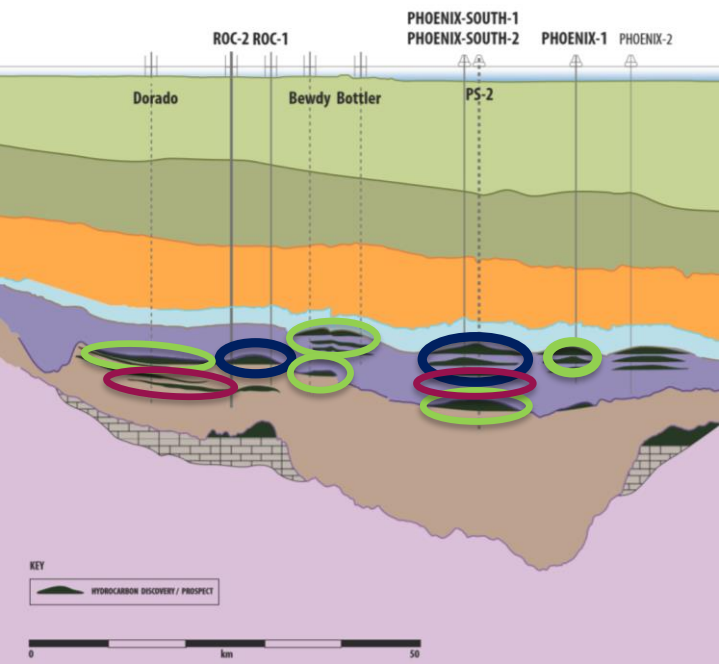 PHOENIX-SOUTH-1
ROC-2 ROC-1 PHOENIX-SOUTH-2 PHOENIX-1 PHOENIX-2
Dorado Bewdy Bottler PS-2
KEY
HYDROCARBON DISCOVERY / PROSPECT
0 km 50